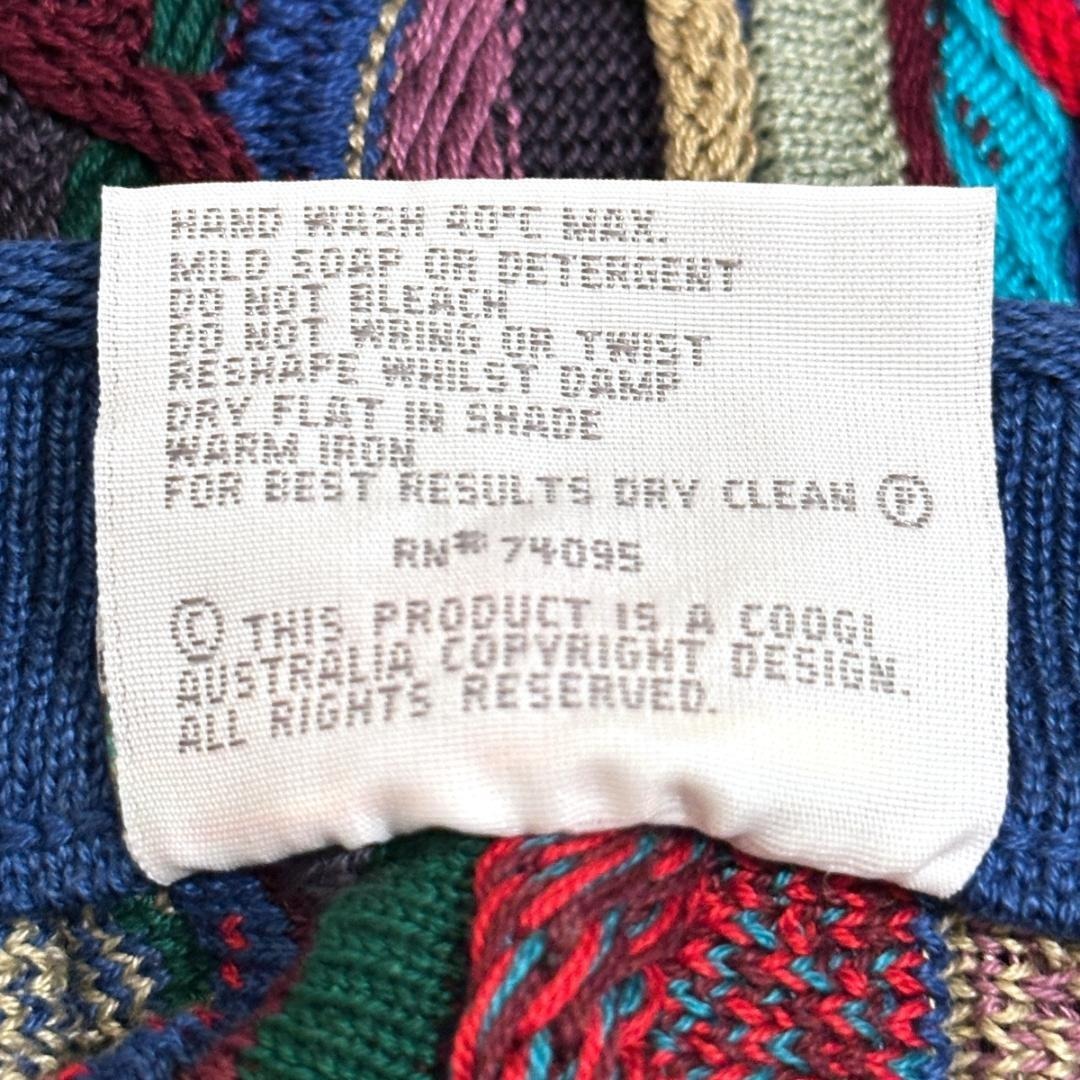 HAND WASH 40°C MAX.
MILD SOAP OR DETERGENT
DO NOT BLEACH
DO NOT WRING OR TWIST
RESHAPE WHILST DAMP
DRY FLAT IN SHADE
WARM IRON
FOR BEST RESULTS DRY CLEAN Ⓟ
RN# 74095
© THIS PRODUCT IS A COOGI
AUSTRALIA COPYRIGHT DESIGN.
ALL RIGHTS RESERVED.